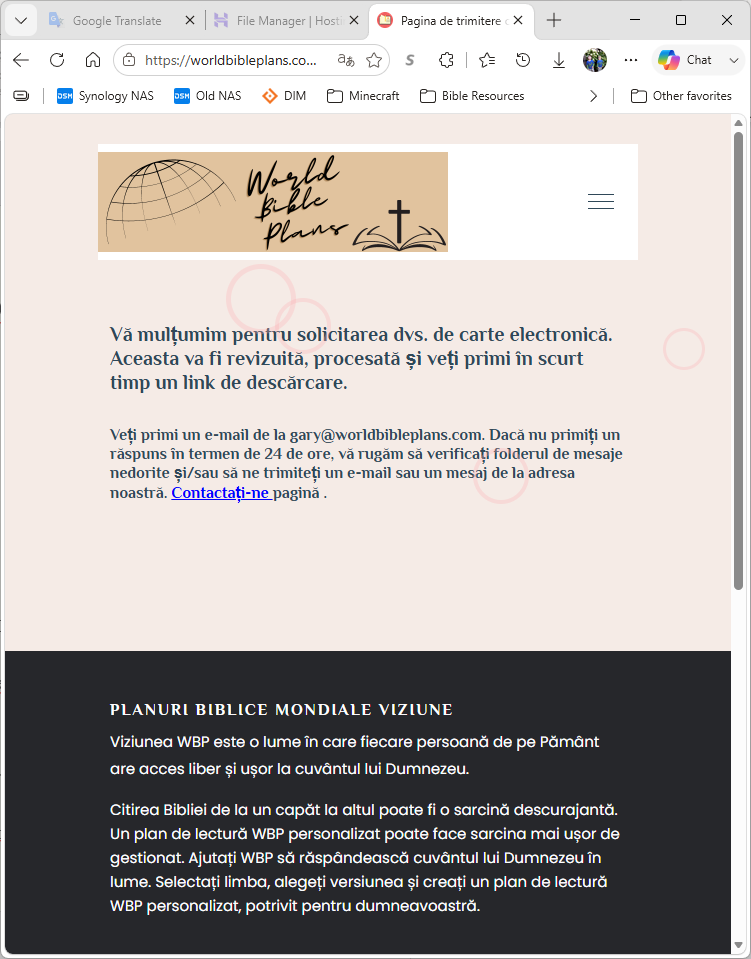 Google Translate
File Manager | Hosti
Pagina de trimitere
https://worldbibleplans.co...
Chat
Synology NAS
Old NAS
DIM
Minecraft
Bible Resources
Other favorites
World
Bible
Plans
Vă mulțumim pentru solicitarea dvs. de carte electronică.
Aceasta va fi revizuită, procesată și veți primi în scurt
timp un link de descărcare.
Veți primi un e-mail de la gary@worldbibleplans.com. Dacă nu primiți un
răspuns în termen de 24 de ore, vă rugăm să verificați folderul de mesaje
nedorite și/sau să ne trimiteți un e-mail sau un mesaj de la adresa
noastră. Contactați-ne pagină .
PLANURI BIBLICE MONDIALE VIZIUNE
Viziunea WBP este o lume în care fiecare persoană de pe Pământ
are acces liber și ușor la cuvântul lui Dumnezeu.
Citirea Bibliei de la un capăt la altul poate fi o sarcină descurajantă.
Un plan de lectură WBP personalizat poate face sarcina mai ușor de
gestionat. Ajutați WBP să răspândească cuvântul lui Dumnezeu în
lume. Selectați limba, alegeți versiunea și creați un plan de lectură
WBP personalizat, potrivit pentru dumneavoastră.